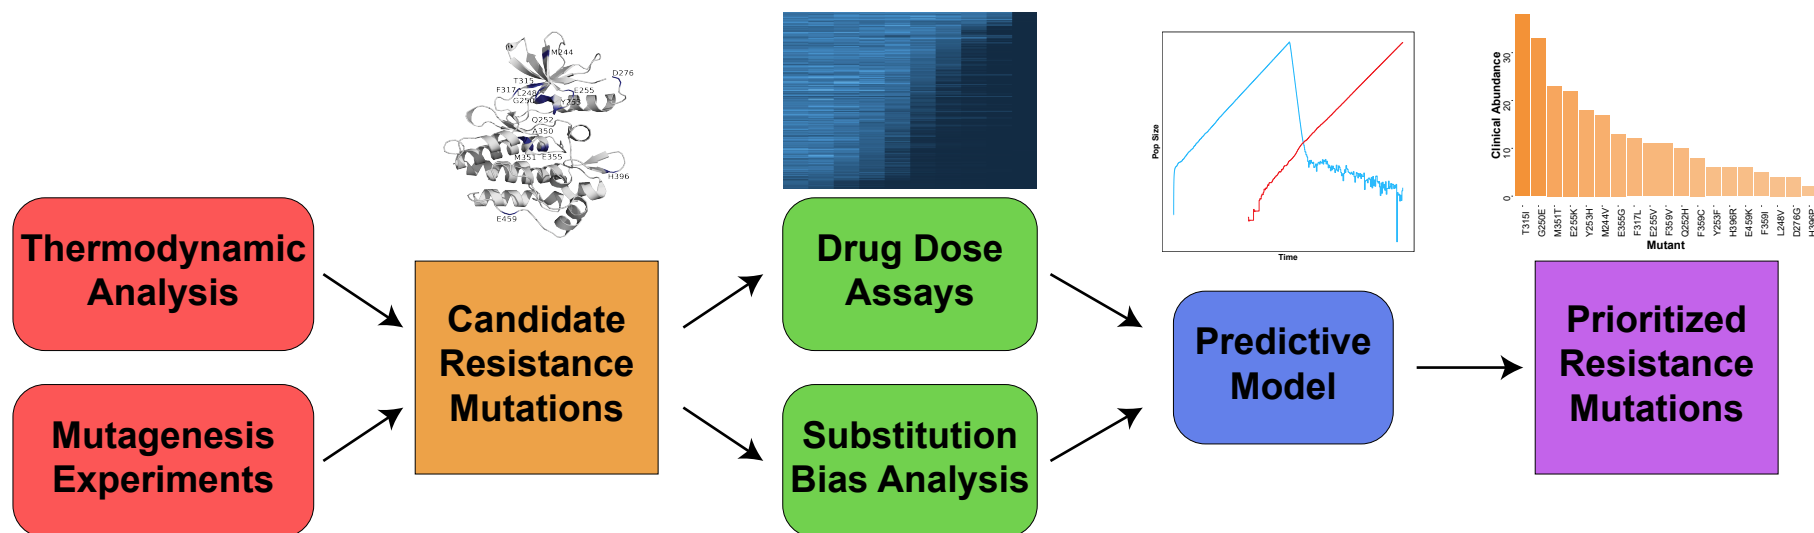 M244
D276
T315
F317
L248
E255
G250
Y253
Q252
A350
M351
E355
H396
E459
Pop Size
Time
Clinical Abundance
30
20
10
0
T315I
G250E
M351T
E255K
Y253H
M244V
E355G
F317L
E255V
F359V
Q252H
F359C
Y253F
H396R
E459K
F359I
L248V
D276G
H396P
Mutant
Thermodynamic
Analysis
Mutagenesis
Experiments
Candidate
Resistance
Mutations
Drug Dose
Assays
Substitution
Bias Analysis
Predictive
Model
Prioritized
Resistance
Mutations